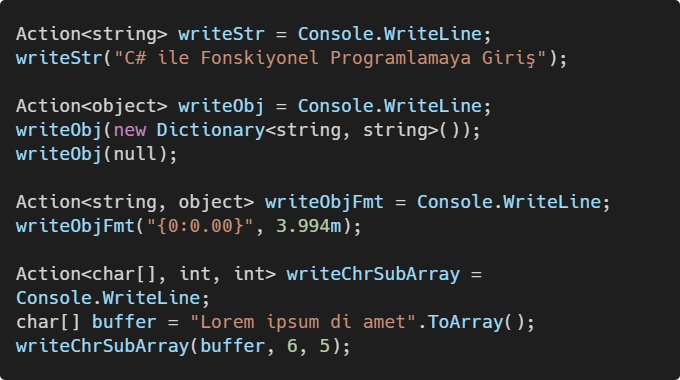 Action<string> writeStr = Console.WriteLine;
writeStr("C# ile Fonskiyonel Programlamaya Giriş");
Action<object> writeObj = Console.WriteLine;
writeObj(new Dictionary<string, string>());
writeObj(null);
Action<string, object> writeObjFmt = Console.WriteLine;
writeObjFmt("{0:0.00}", 3.994m);
Action<char[], int, int> writeChrSubArray =
Console.WriteLine;
char[] buffer = "Lorem ipsum di amet".ToArray();
writeChrSubArray(buffer, 6, 5);